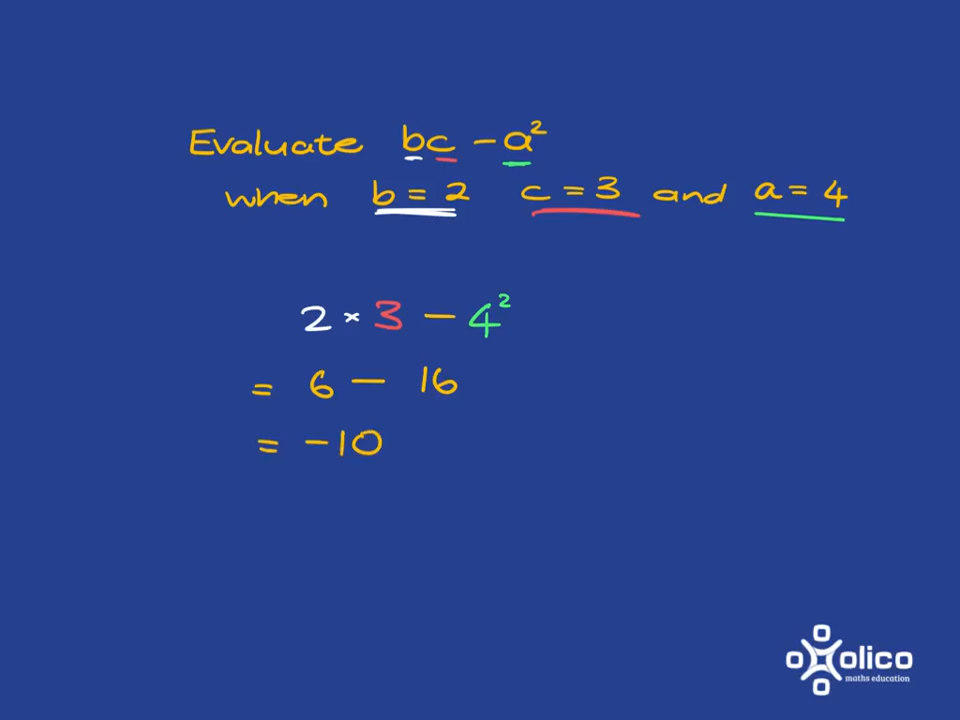 Evaluate bc - a²
when b = 2 c = 3 and a = 4
2 × 3 - 4²
= 6 - 16
= -10
olico
maths education